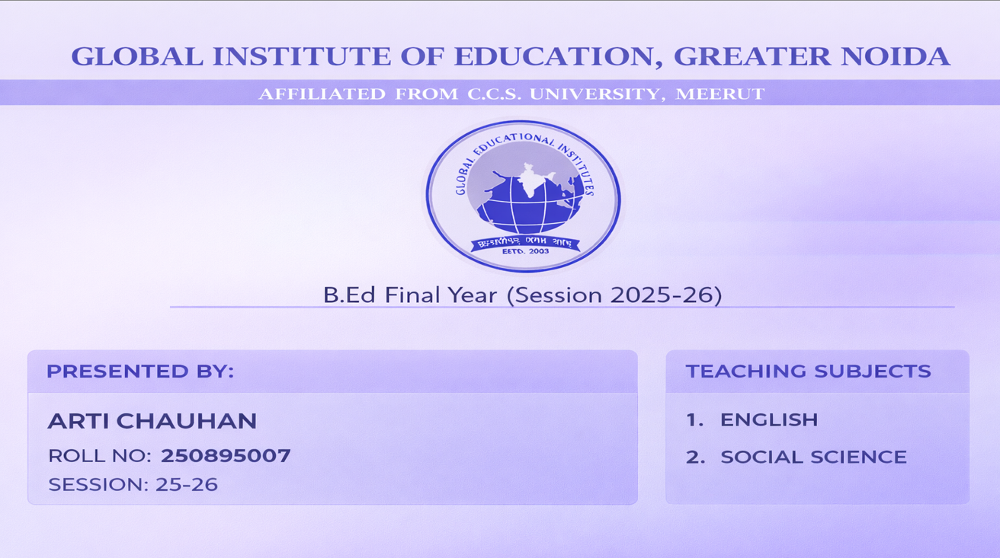 GLOBAL INSTITUTE OF EDUCATION, GREATER NOIDA
AFFILIATED FROM C.C.S. UNIVERSITY, MEERUT
GLOBAL EDUCATIONAL INSTITUTES
EETD. 2003
B.Ed Final Year (Session 2025-26)
PRESENTED BY:
ARTI CHAUHAN
ROLL NO: 250895007
SESSION: 25-26
TEACHING SUBJECTS
1. ENGLISH
2. SOCIAL SCIENCE